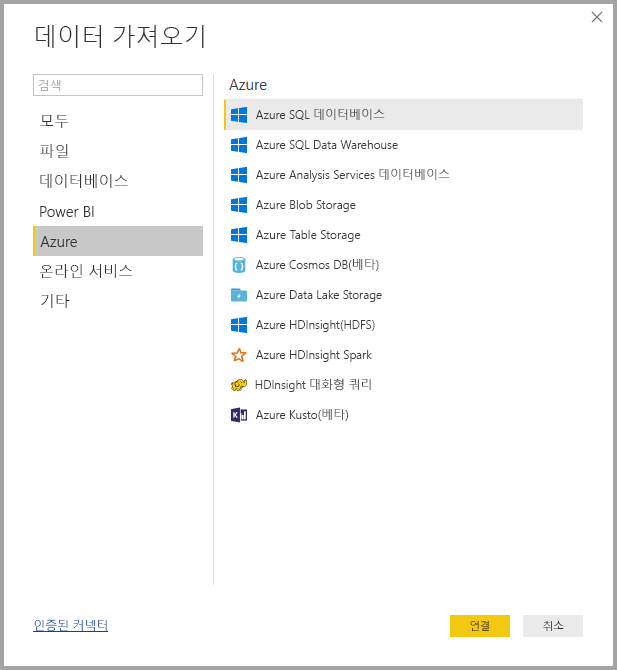 데이터 가져오기
검색
모두
파일
데이터베이스
Power BI
Azure
온라인 서비스
기타
Azure
Azure SQL 데이터베이스
Azure SQL Data Warehouse
Azure Analysis Services 데이터베이스
Azure Blob Storage
Azure Table Storage
Azure Cosmos DB(베타)
Azure Data Lake Storage
Azure HDInsight(HDFS)
Azure HDInsight Spark
HDInsight 대화형 쿼리
Azure Kusto(베타)
인증된 커넥터
연결
취소